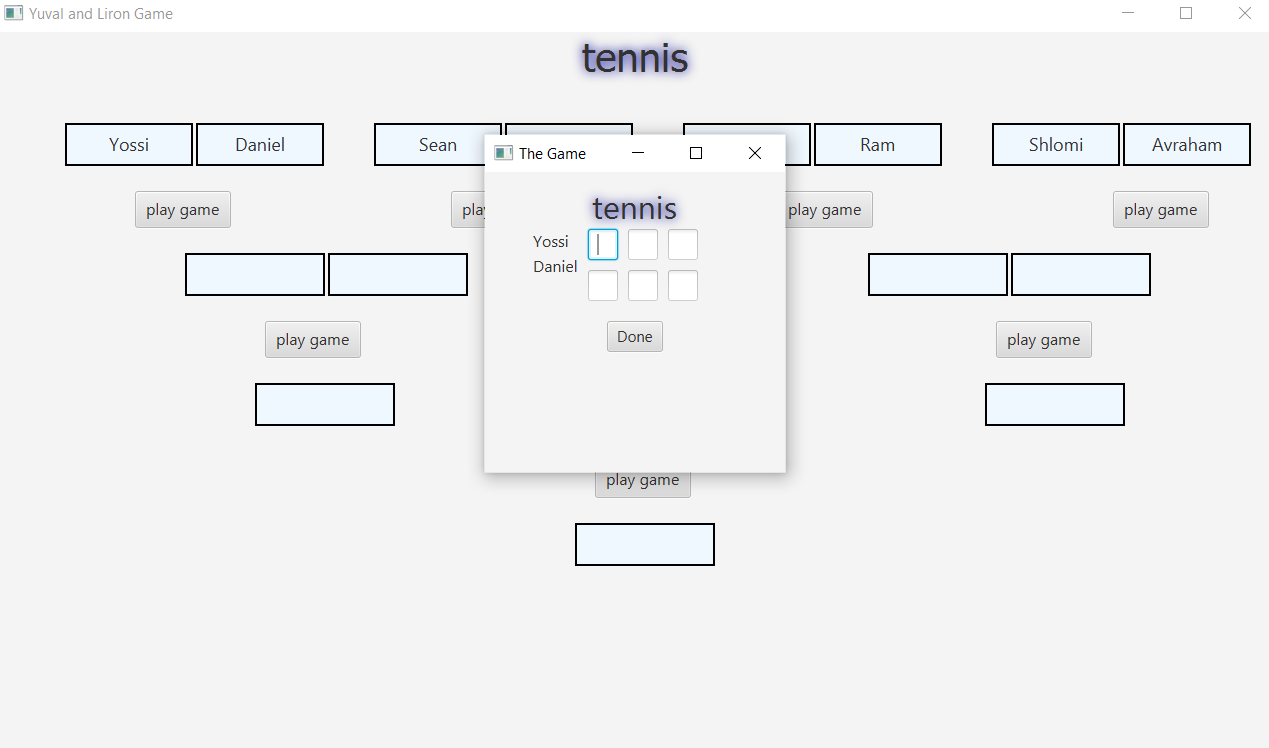 Yuval and Liron Game
tennis
Yossi Daniel Sean Ram Shlomi Avraham
The Game
tennis
Yossi
Daniel
Done
play game play game play game
play game play game
play game